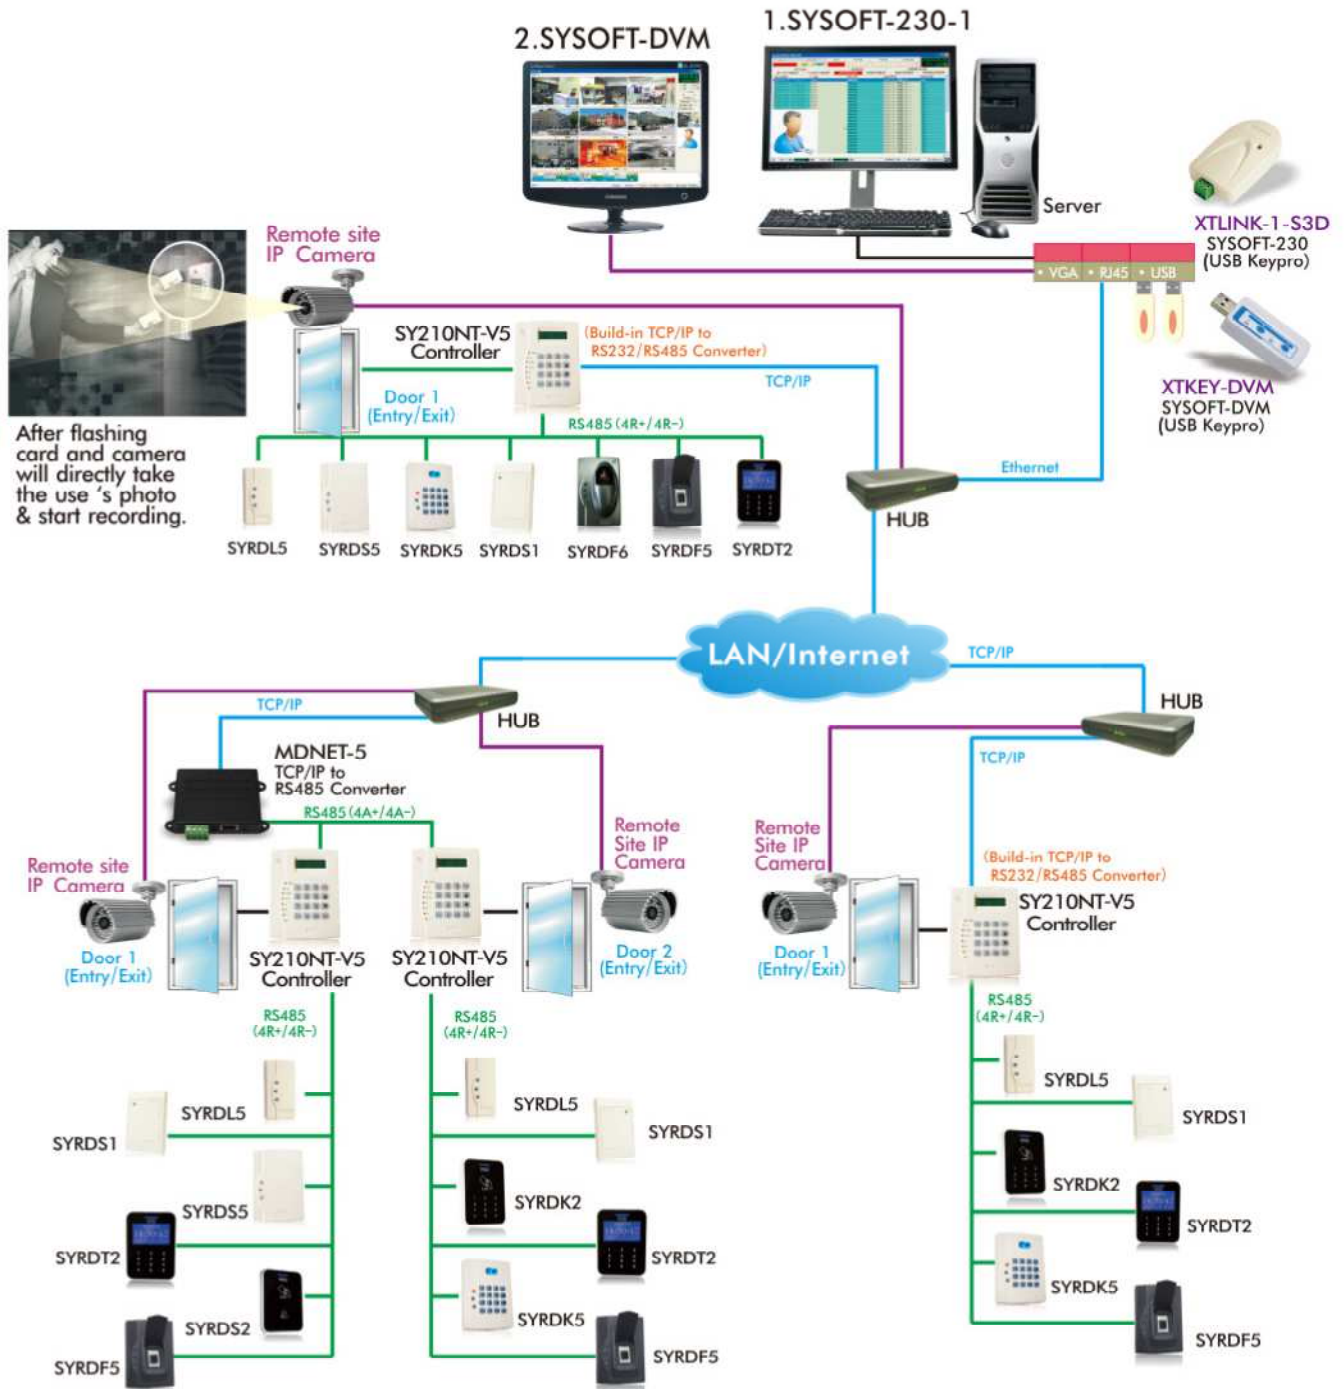 1.SYSOFT-230-1
2.SYSOFT-DVM
Server
XTLINK-1-S3D
SYSOFT-230
(USB Keypro)
• VGA • RJ45 • USB
XTKEY-DVM
SYSOFT-DVM
(USB Keypro)
Remote site
IP Camera
SY210NT-V5
Controller
(Build-in TCP/IP to
RS232/RS485 Converter)
TCP/IP
Door 1
(Entry/Exit)
RS485 (4R+/4R-)
After flashing
card and camera
will directly take
the use 's photo
& start recording.
Ethernet
HUB
SYRDL5
SYRDS5
SYRDK5
SYRDS1
SYRDF6
SYRDF5
SYRDT2
LAN/Internet
TCP/IP
HUB
TCP/IP
HUB
TCP/IP
MDNET-5
TCP/IP to
RS485 Converter
RS485 (4A+/4A-)
Remote site
IP Camera
Remote
Site IP
Camera
Remote
Site IP
Camera
(Build-in TCP/IP to
RS232/RS485 Converter)
SY210NT-V5
Controller
Door 1
(Entry/Exit)
SY210NT-V5
Controller
SY210NT-V5
Controller
Door 2
(Entry/Exit)
Door 1
(Entry/Exit)
RS485
(4R+/4R-)
RS485
(4R+/4R-)
RS485
(4R+/4R-)
SYRDL5
SYRDS1
SYRDS5
SYRDT2
SYRDS2
SYRDF5
SYRDL5
SYRDS1
SYRDK2
SYRDT2
SYRDK5
SYRDF5
SYRDL5
SYRDS1
SYRDK2
SYRDT2
SYRDK5
SYRDF5